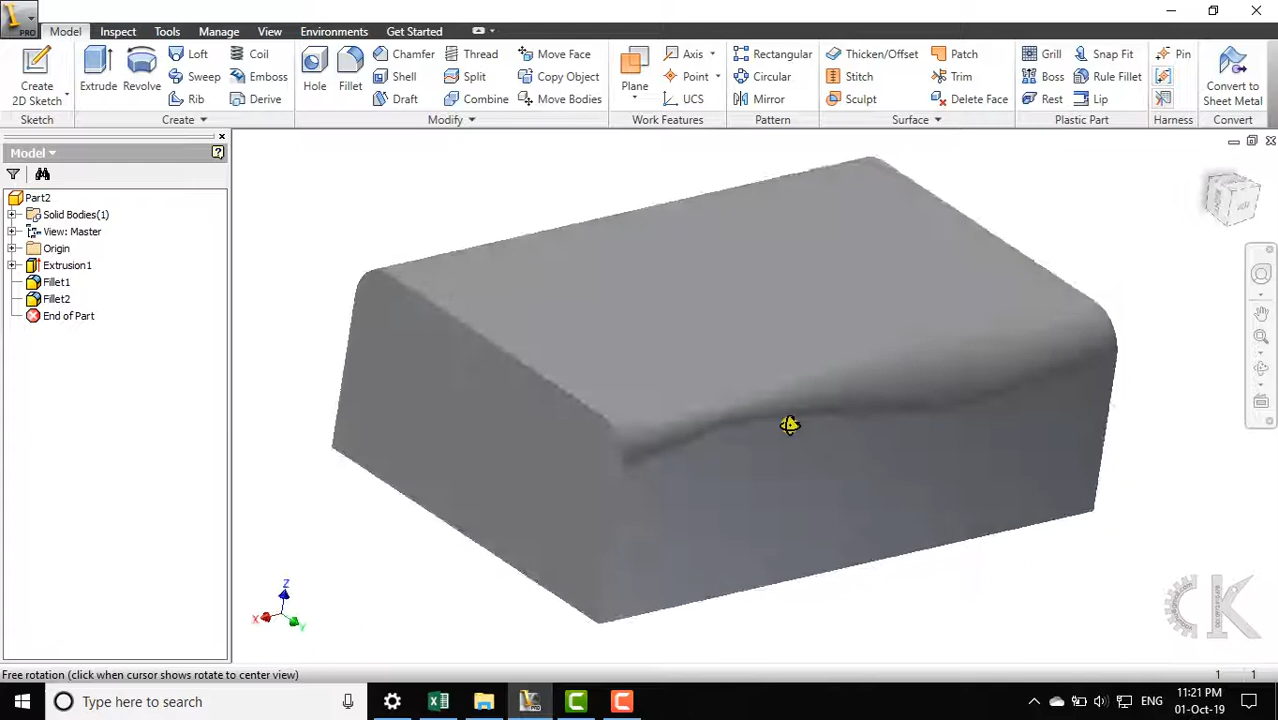 PRO
Model Inspect Tools Manage View Environments Get Started
Create 2D Sketch
Sketch
Extrude Revolve Loft Sweep Rib Coil Emboss Derive
Create
Hole Fillet Chamfer Shell Draft Thread Split Combine Move Face Copy Object Move Bodies
Modify
Plane Axis Point UCS
Work Features
Rectangular Circular Mirror
Pattern
Thicken/Offset Stitch Sculpt Patch Trim Delete Face
Surface
Grill Boss Rest Snap Fit Rule Fillet Lip
Plastic Part
Pin
Harness
Convert to Sheet Metal
Convert
Model
Part2
Solid Bodies(1)
View: Master
Origin
Extrusion1
Fillet1
Fillet2
End of Part
Z
X
Y
CK
Free rotation (click when cursor shows rotate to center view)
1 1
Type here to search
ENG
11:21 PM
01-Oct-19